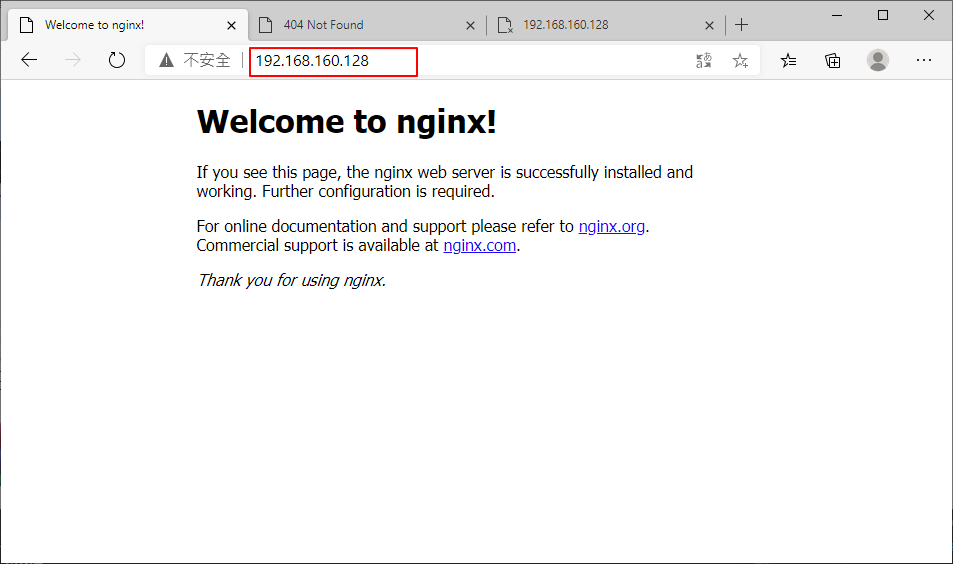 Welcome to nginx!
404 Not Found
192.168.160.128
不安全
192.168.160.128
Welcome to nginx!
If you see this page, the nginx web server is successfully installed and
working. Further configuration is required.
For online documentation and support please refer to nginx.org.
Commercial support is available at nginx.com.
Thank you for using nginx.